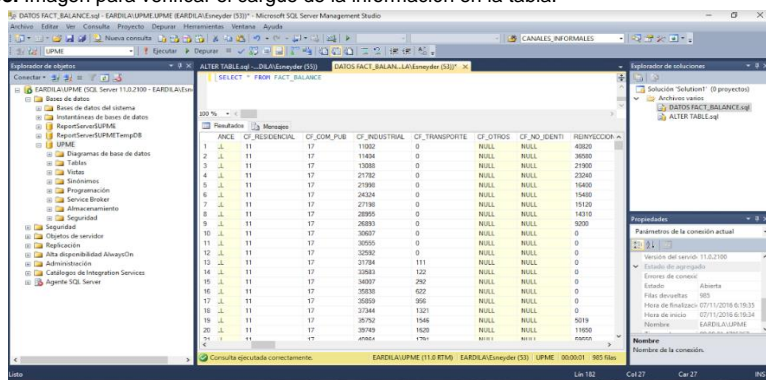 Imagen para verificar el cargue de la información en la tabla.
DATOS FACT_BALANCE.sql - EARDILA\UPME.UPME (EARDILA\Esneyder (53))* - Microsoft SQL Server Management Studio
Archivo Editar Ver Consulta Proyecto Depurar Herramientas Ventana Ayuda
Nueva consulta CANALES_INFORMALES
UPME Ejecutar Depurar
Explorador de objetos
Conectar
EARDILA\UPME (SQL Server 11.0.2100 - EARDILA\Esn
Bases de datos
Bases de datos del sistema
Instantáneas de bases de datos
ReportServerSUPME
ReportServerSUPMETempDB
UPME
Diagramas de base de datos
Tablas
Vistas
Sinónimos
Programación
Service Broker
Almacenamiento
Seguridad
Seguridad
Objetos de servidor
Replicación
Alta disponibilidad AlwaysOn
Administración
Catálogos de Integration Services
Agente SQL Server
ALTER TABLE.sql -...DILA\Esneyder (55)) DATOS FACT_BALAN...LA\Esneyder (53))*
SELECT * FROM FACT_BALANCE
100 %
Resultados Mensajes
ANCE CF_RESIDENCIAL CF_COM_PUB CF_INDUSTRIAL CF_TRANSPORTE CF_OTROS CF_NO_IDENTI REINYECCION
1 11 17 11002 0 NULL NULL 40820
2 11 17 11404 0 NULL NULL 36580
3 11 17 13088 0 NULL NULL 21900
4 11 17 21782 0 NULL NULL 23240
5 11 17 21998 0 NULL NULL 16400
6 11 17 24324 0 NULL NULL 15480
7 11 17 27198 0 NULL NULL 15120
8 11 17 28955 0 NULL NULL 14310
9 11 17 26893 0 NULL NULL 9200
10 11 17 30607 0 NULL NULL 0
11 11 17 30555 0 NULL NULL 0
12 11 17 32592 0 NULL NULL 0
13 11 17 31784 111 NULL NULL 0
14 11 17 33583 122 NULL NULL 0
15 11 17 34007 292 NULL NULL 0
16 11 17 35838 622 NULL NULL 0
17 11 17 35850 956 NULL NULL 0
18 11 17 37344 1321 NULL NULL 0
19 11 17 35752 1546 NULL NULL 5019
20 11 17 39749 1620 NULL NULL 11650
Consulta ejecutada correctamente. EARDILA\UPME (11.0 RTM) EARDILA\Esneyder (53) UPME 00:00:01 985 filas
Explorador de soluciones
Solución 'Solution1' (0 proyectos)
Archivos varios
DATOS FACT_BALANCE.sql
ALTER TABLE.sql
Propiedades
Parámetros de la conexión actual
Versión del servid 11.0.2100
Estado de agregado
Errores de conexió
Estado Abierta
Filas devueltas 985
Hora de finalizació 07/11/2016 6:19:35
Hora de inicio 07/11/2016 6:19:34
Nombre EARDILA\UPME
Nombre
Nombre de la conexión.
Listo Lín 182 Col 27 Car 27 INS